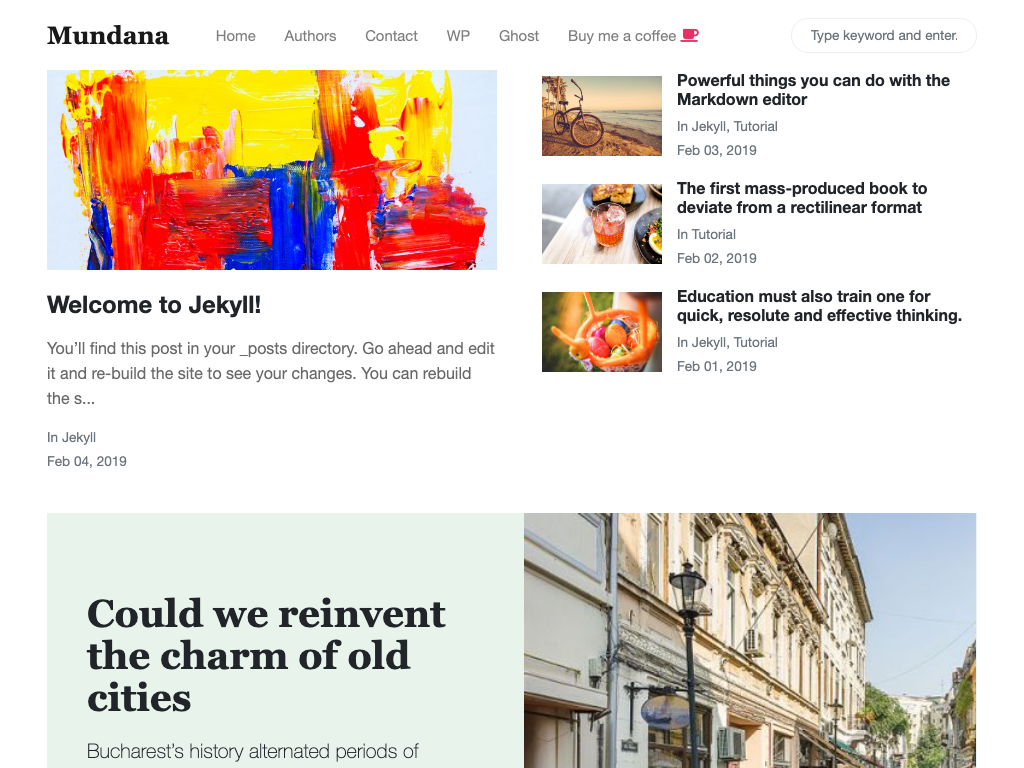 Mundana
Home
Authors
Contact
WP
Ghost
Buy me a coffee
Type keyword and enter.
Welcome to Jekyll!
You'll find this post in your _posts directory. Go ahead and edit
it and re-build the site to see your changes. You can rebuild
the s...
In Jekyll
Feb 04, 2019
Powerful things you can do with the
Markdown editor
In Jekyll, Tutorial
Feb 03, 2019
The first mass-produced book to
deviate from a rectilinear format
In Tutorial
Feb 02, 2019
Education must also train one for
quick, resolute and effective thinking.
In Jekyll, Tutorial
Feb 01, 2019
Could we reinvent
the charm of old
cities
Bucharest's history alternated periods of